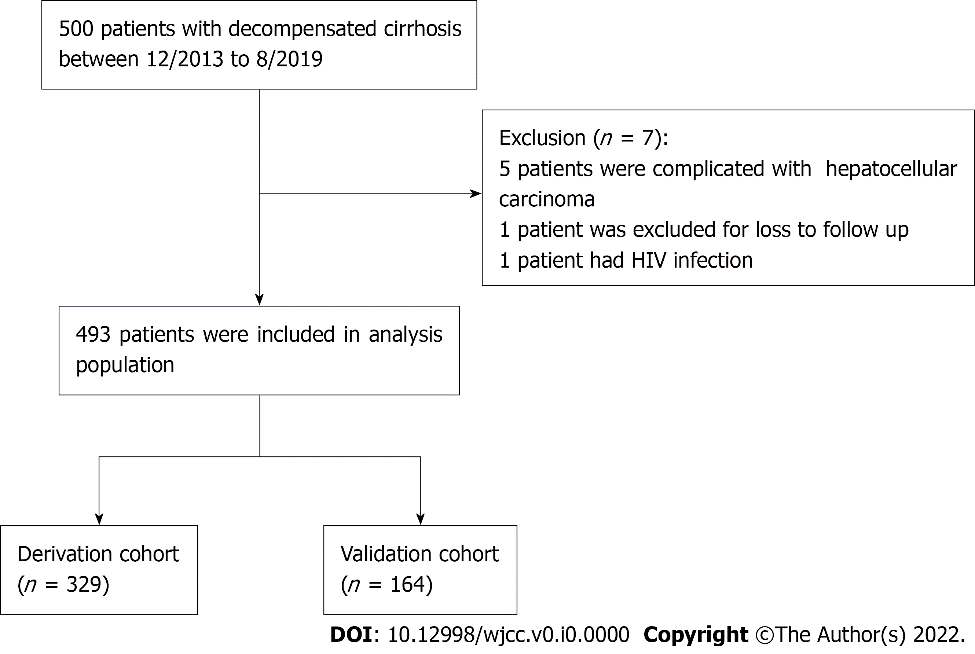 500 patients with decompensated cirrhosis
between 12/2013 to 8/2019
Exclusion (n = 7):
5 patients were complicated with hepatocellular
carcinoma
1 patient was excluded for loss to follow up
1 patient had HIV infection
493 patients were included in analysis
population
Derivation cohort
(n = 329)
Validation cohort
(n = 164)
DOI: 10.12998/wjcc.v0.i0.0000 Copyright ©The Author(s) 2022.